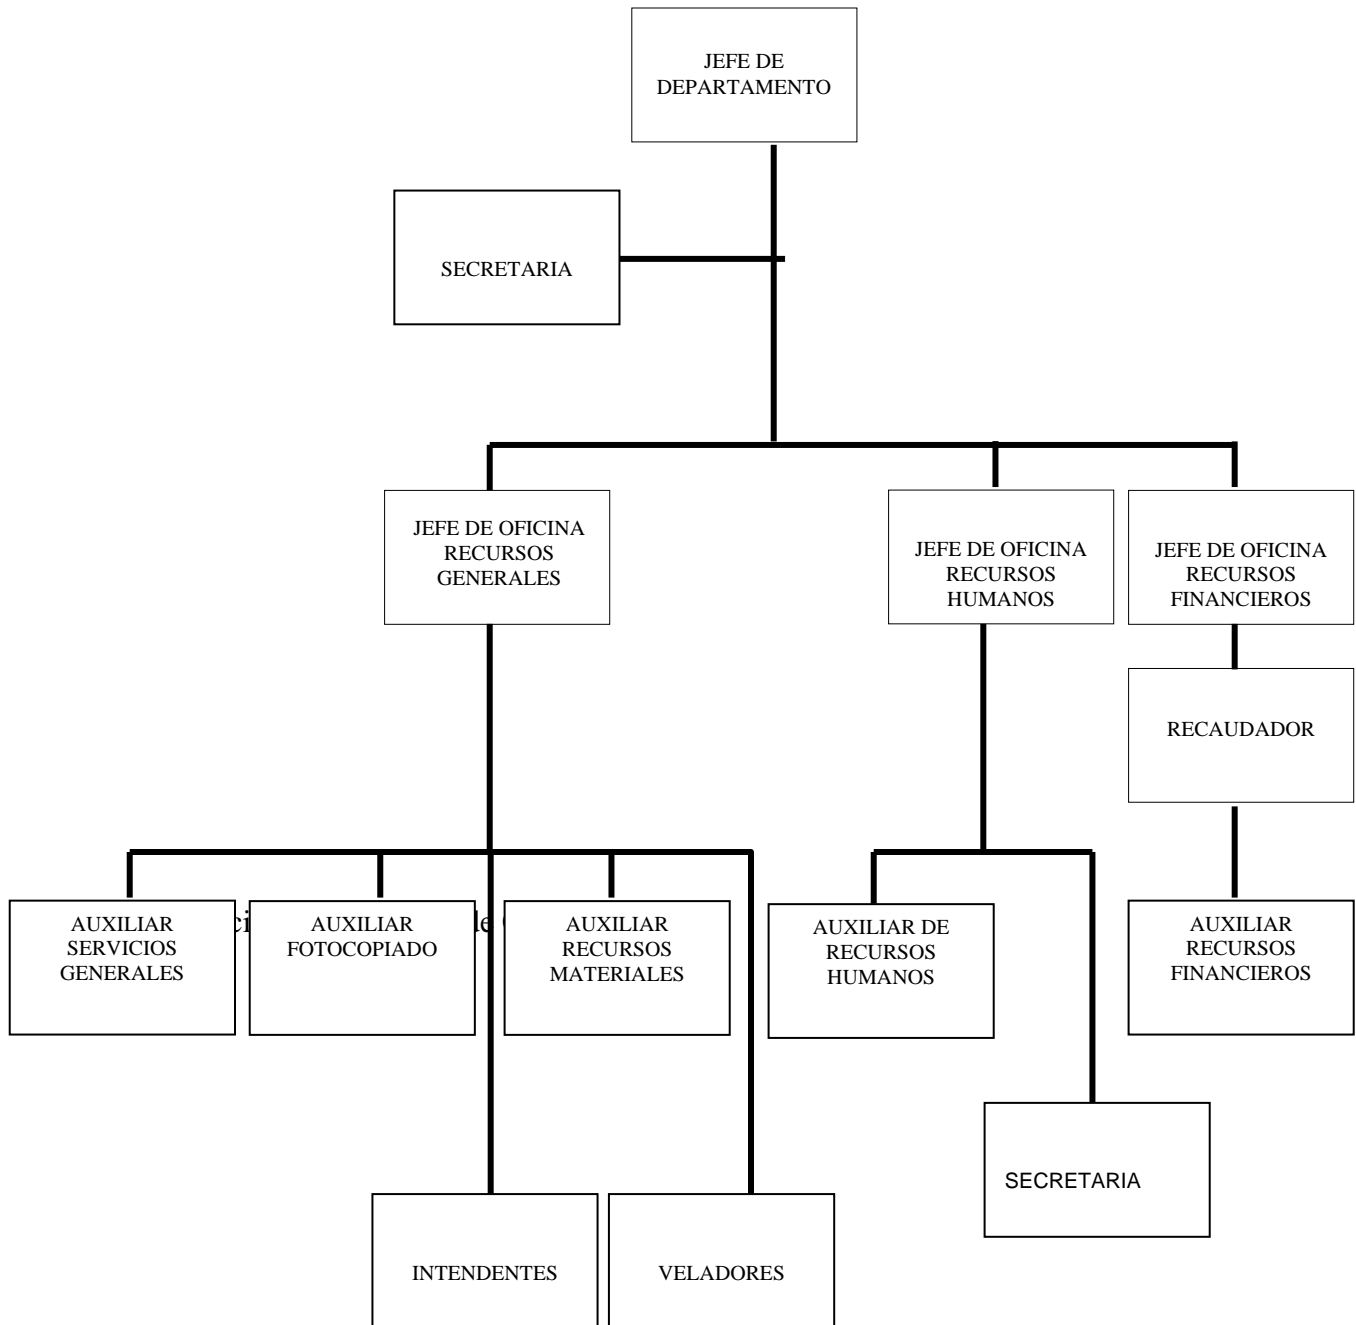 JEFE DE
DEPARTAMENTO
SECRETARIA
JEFE DE OFICINA
RECURSOS
GENERALES
JEFE DE OFICINA
RECURSOS
HUMANOS
JEFE DE OFICINA
RECURSOS
FINANCIEROS
RECAUDADOR
AUXILIAR
SERVICIOS
GENERALES
AUXILIAR
FOTOCOPIADO
AUXILIAR
RECURSOS
MATERIALES
AUXILIAR DE
RECURSOS
HUMANOS
AUXILIAR
RECURSOS
FINANCIEROS
SECRETARIA
INTENDENTES
VELADORES